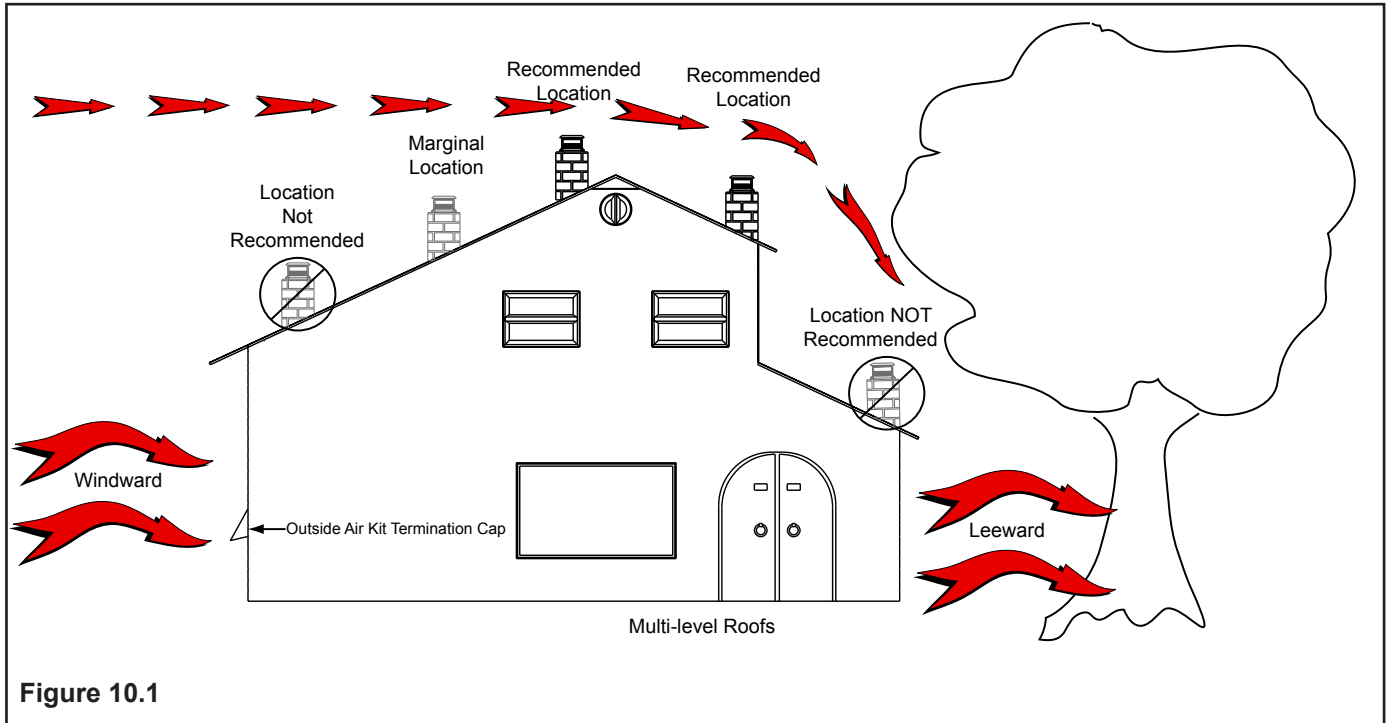 Recommended
Location
Recommended
Location
Marginal
Location
Location
Not
Recommended
Location NOT
Recommended
Windward
Outside Air Kit Termination Cap
Leeward
Multi-level Roofs
Figure 10.1